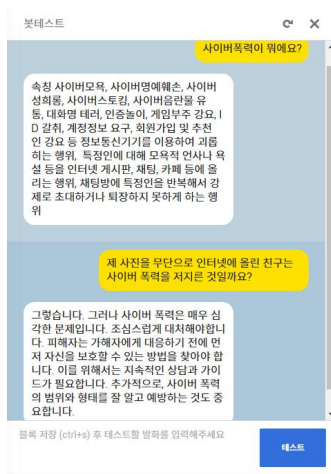 봇테스트
사이버폭력이 뭐에요?
속칭 사이버모욕, 사이버명예훼손, 사이버
성희롱, 사이버스토킹, 사이버음란물 유
통, 대화명 테러, 인증놀이, 게임부주 강요, I
D 갈취, 계정정보 요구, 회원가입 및 추천
인 강요 등 정보통신기기를 이용하여 괴롭
히는 행위, 특정인에 대해 모욕적 언사나 욕
설 등을 인터넷 게시판, 채팅, 카페 등에 올
리는 행위, 채팅방에 특정인을 반복해서 강
제로 초대하거나 퇴장하지 못하게 하는 행
위
제 사진을 무단으로 인터넷에 올린 친구는
사이버 폭력을 저지른 것일까요?
그렇습니다. 그러나 사이버 폭력은 매우 심
각한 문제입니다. 조심스럽게 대처해야합니
다. 피해자는 가해자에게 대응하기 전에 먼
저 자신을 보호할 수 있는 방법을 찾아야 합
니다. 이를 위해서는 지속적인 상담과 가이
드가 필요합니다. 추가적으로, 사이버 폭력
의 범위와 형태를 잘 알고 예방하는 것도 중
요합니다.
블록 저장 (ctrl+s) 후 테스트할 발화를 입력해주세요
테스트